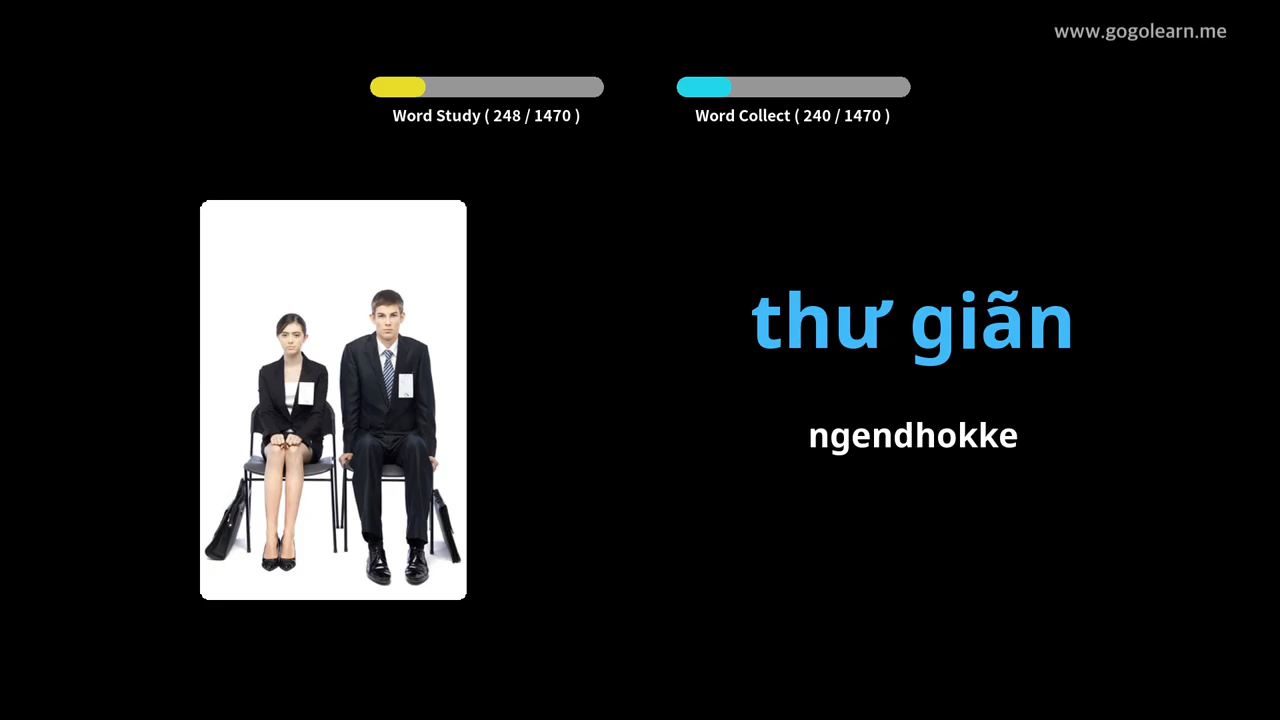 www.gogolearn.me
Word Study ( 248 / 1470 )
Word Collect ( 240 / 1470 )
thư giãn
ngendhokke